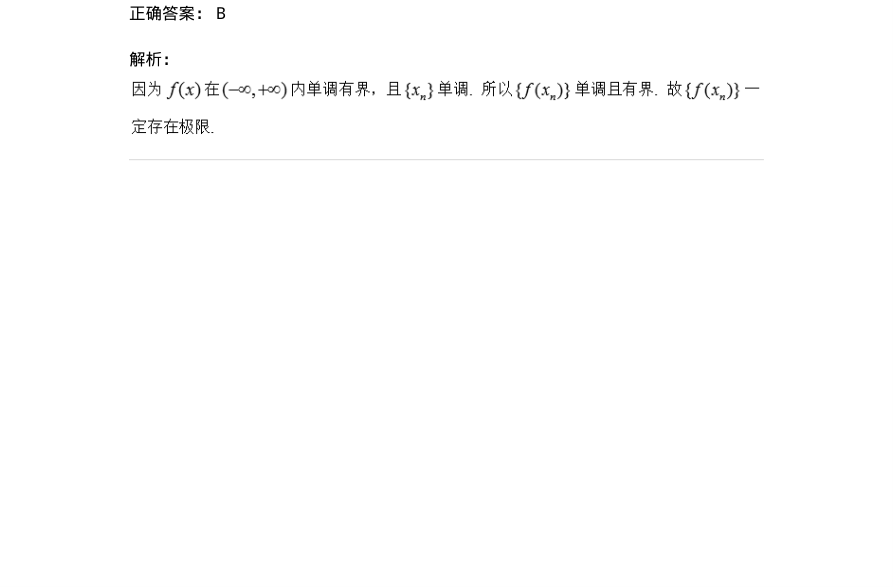 正确答案： B
解析：
因为 f(x) 在 (−∞,+∞) 内单调有界，且 {xₙ} 单调. 所以 {f(xₙ)} 单调且有界. 故 {f(xₙ)} 一
定存在极限.